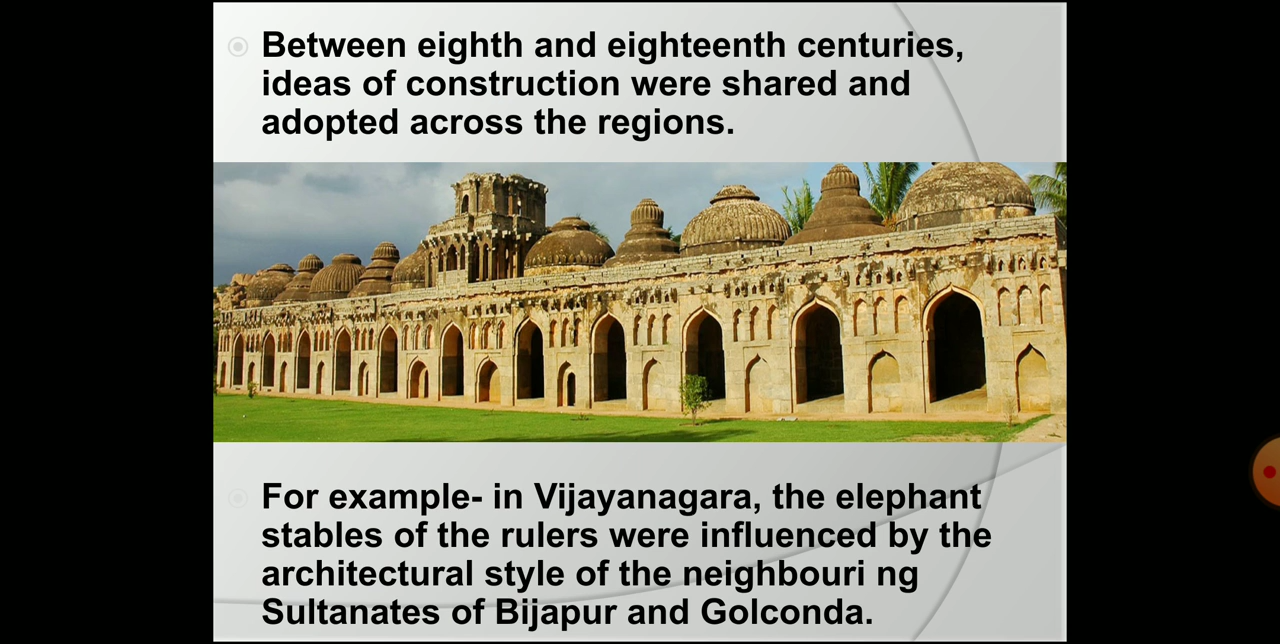 Between eighth and eighteenth centuries,
ideas of construction were shared and
adopted across the regions.
For example- in Vijayanagara, the elephant
stables of the rulers were influenced by the
architectural style of the neighbouri ng
Sultanates of Bijapur and Golconda.